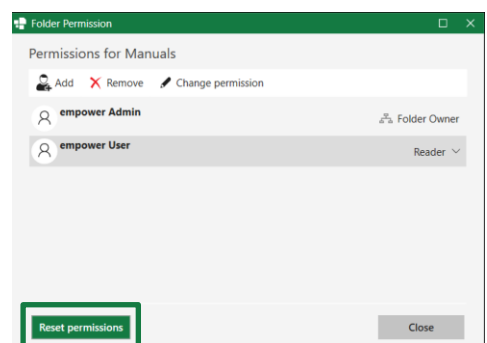 Folder Permission
Permissions for Manuals
Add Remove Change permission
empower Admin
Folder Owner
empower User
Reader
Reset permissions Close